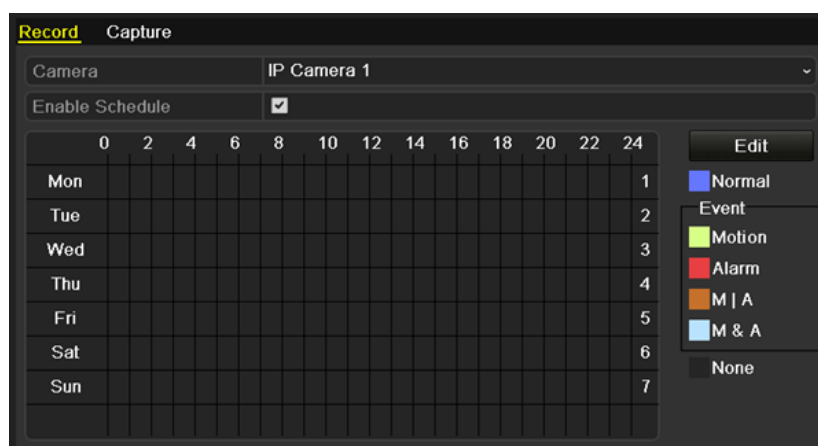 Record Capture
Camera IP Camera 1
Enable Schedule
0 2 4 6 8 10 12 14 16 18 20 22 24 Edit
Mon 1 Normal
Tue 2 Event
Wed 3 Motion
Thu 4 Alarm
Fri 5 M | A
Sat 6 M & A
Sun 7 None